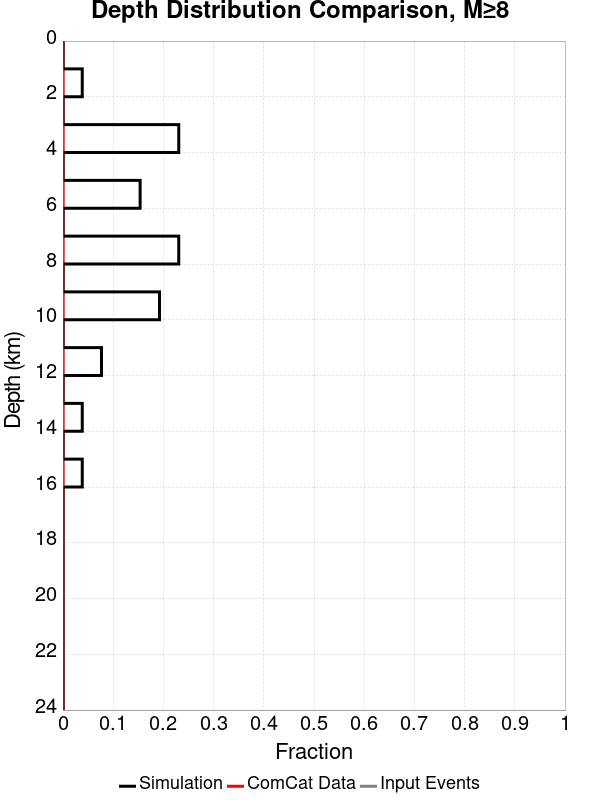 Depth Distribution Comparison, M≥8
0
2
4
6
8
10
12
14
16
18
20
22
24
Depth (km)
0 0.1 0.2 0.3 0.4 0.5 0.6 0.7 0.8 0.9 1
Fraction
Simulation ComCat Data Input Events